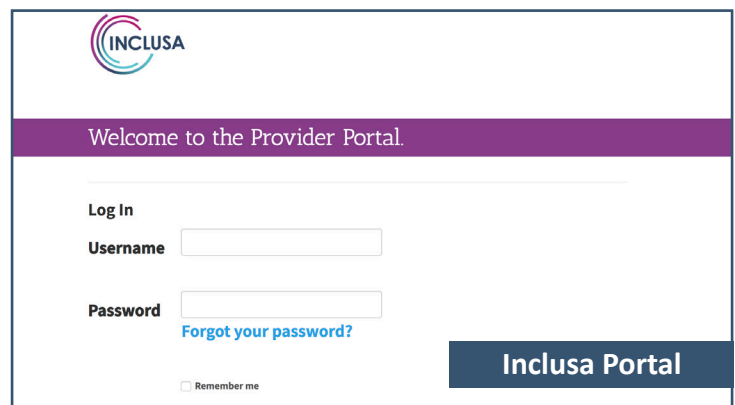 INCLUSA
Welcome to the Provider Portal.
Log In
Username
Password
Forgot your password?
Remember me
Inclusa Portal